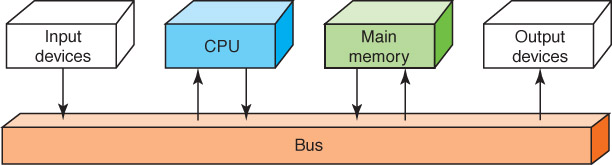 Input
devices
CPU
Main
memory
Output
devices
Bus